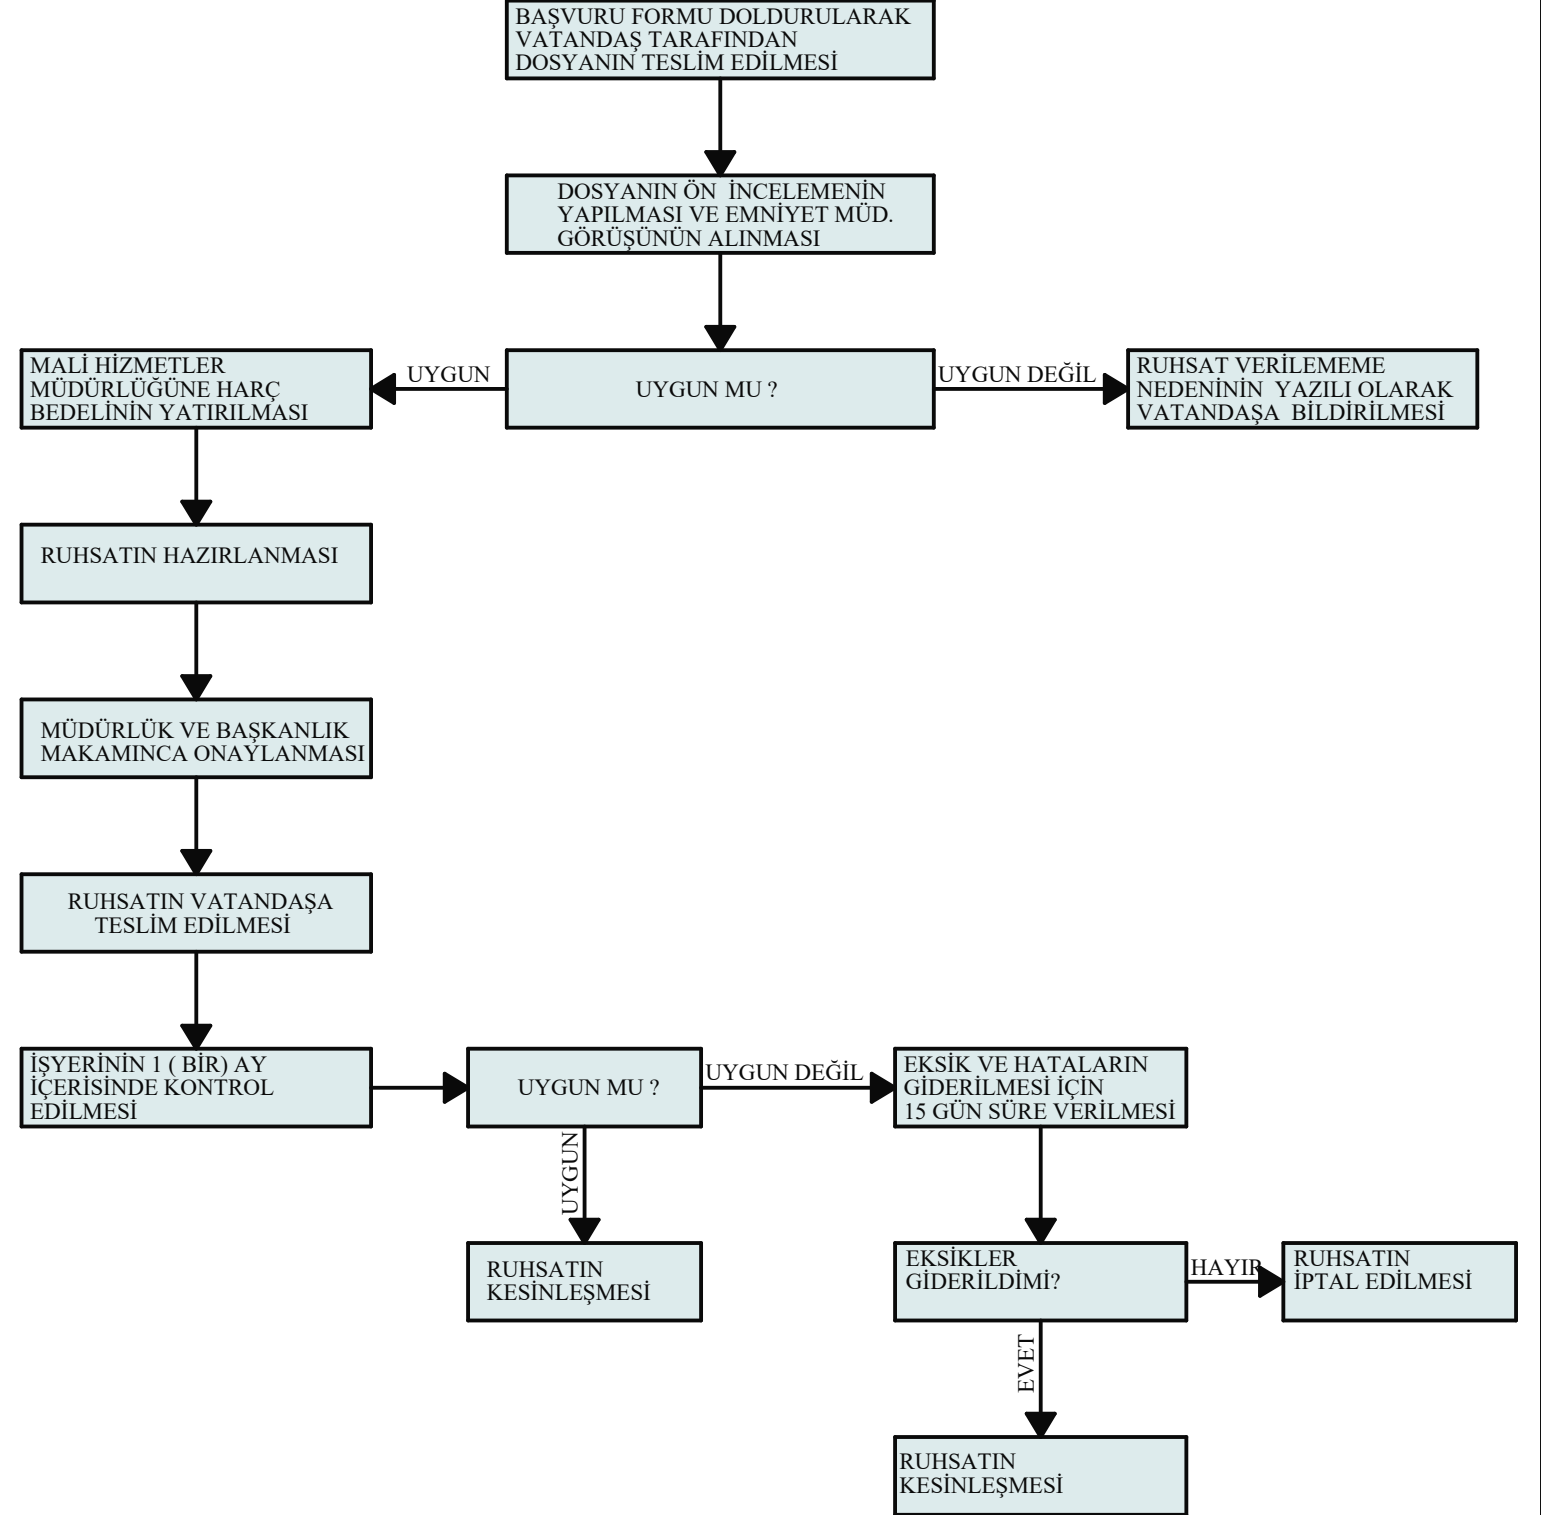 BAŞVURU FORMU DOLDURULARAK
VATANDAŞ TARAFINDAN
DOSYANIN TESLİM EDİLMESİ
DOSYANIN ÖN İNCELEMENİN
YAPILMASI VE EMNİYET MÜD.
GÖRÜŞÜNÜN ALINMASI
MALİ HİZMETLER
MÜDÜRLÜĞÜNE HARÇ
BEDELİNİN YATIRILMASI
UYGUN
UYGUN MU ?
UYGUN DEĞİL
RUHSAT VERİLEMEME
NEDENİNİN YAZILI OLARAK
VATANDAŞA BİLDİRİLMESİ
RUHSATIN HAZIRLANMASI
MÜDÜRLÜK VE BAŞKANLIK
MAKAMINCA ONAYLANMASI
RUHSATIN VATANDAŞA
TESLİM EDİLMESİ
İŞYERİNİN 1 ( BİR) AY
İÇERİSİNDE KONTROL
EDİLMESİ
UYGUN MU ?
UYGUN DEĞİL
EKSİK VE HATALARIN
GİDERİLMESİ İÇİN
15 GÜN SÜRE VERİLMESİ
UYGUN
RUHSATIN
KESİNLEŞMESİ
EKSİKLER
GİDERİLDİMİ?
HAYIR
RUHSATIN
İPTAL EDİLMESİ
EVET
RUHSATIN
KESİNLEŞMESİ